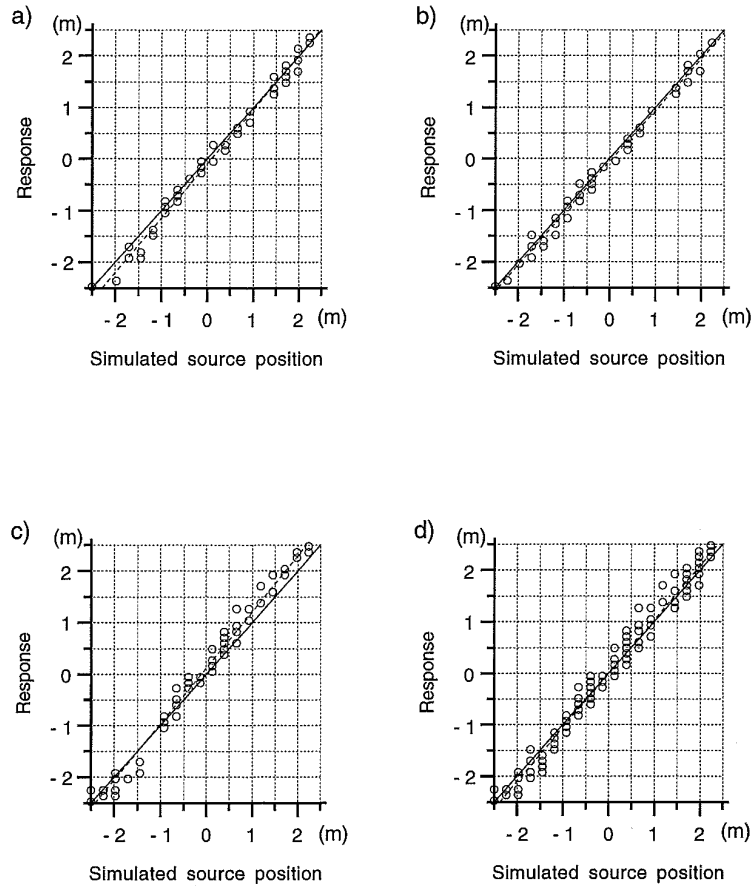 a)
(m)
2
1
0
- 1
- 2
Response
- 2 - 1 0 1 2 (m)
Simulated source position
b)
(m)
2
1
0
- 1
- 2
Response
- 2 - 1 0 1 2 (m)
Simulated source position
c)
(m)
2
1
0
- 1
- 2
Response
- 2 - 1 0 1 2 (m)
Simulated source position
d)
(m)
2
1
0
- 1
- 2
Response
- 2 - 1 0 1 2 (m)
Simulated source position